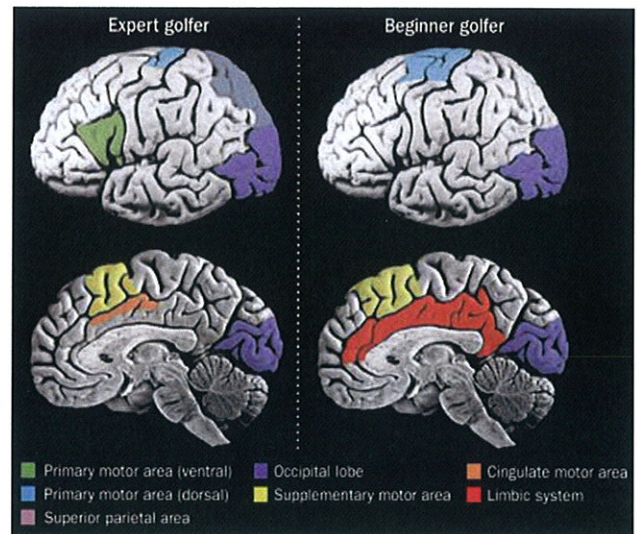 Expert golfer
Beginner golfer
Primary motor area (ventral)
Primary motor area (dorsal)
Superior parietal area
Occipital lobe
Supplementary motor area
Cingulate motor area
Limbic system